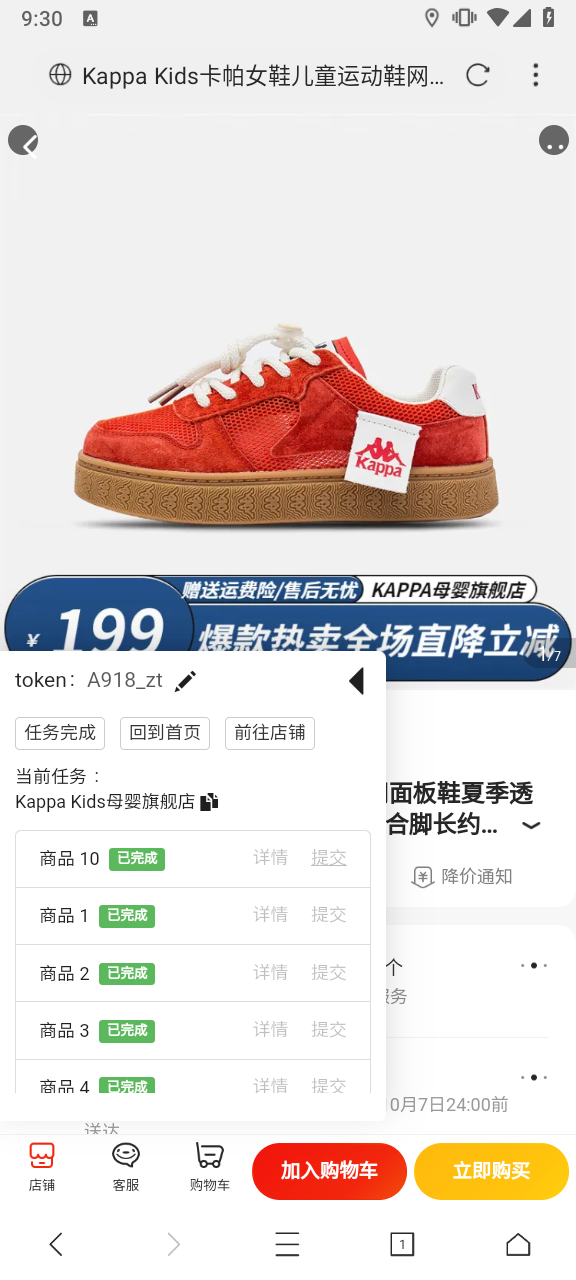 9:30
A
Kappa Kids卡帕女鞋儿童运动鞋网...
Kappa
赠送运费险/售后无忧
KAPPA母婴旗舰店
¥ 199
爆款热卖全场直降立减
1/7
token: A918_zt
任务完成
回到首页
前往店铺
当前任务：
Kappa Kids母婴旗舰店
面板鞋夏季透
合脚长约...
降价通知
商品 10 已完成 详情 提交
商品 1 已完成 详情 提交
商品 2 已完成 详情 提交
商品 3 已完成 详情 提交
商品 4 已完成 详情 提交
个
服务
10月7日24:00前
送达
店铺
客服
购物车
加入购物车
立即购买
1